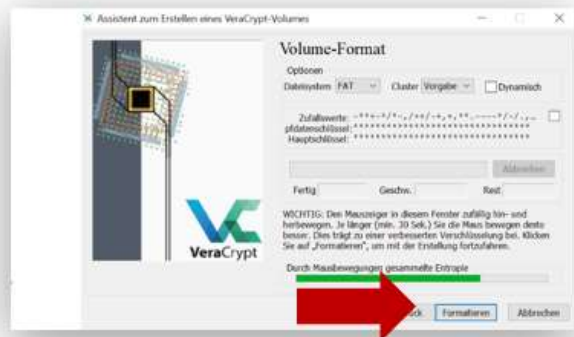 Assistent zum Erstellen eines VeraCrypt-Volumes
Volume-Format
Optionen
Dateisystem FAT Cluster Vorgabe Dynamisch
Zufallswerte:
pfdatenschlüssel: ********************************
Hauptschlüssel: ********************************
Abbrechen
Fertig Geschw. Rest
WICHTIG: Den Mauszeiger in diesem Fenster zufällig hin- und
herbewegen. Je länger (min. 30 Sek.) Sie die Maus bewegen desto
besser. Dies trägt zu einer verbesserten Verschlüsselung bei. Klicken
Sie auf „Formatieren", um mit der Erstellung fortzufahren.
Durch Mausbewegungen gesammelte Entropie
VeraCrypt
Formatieren Abbrechen